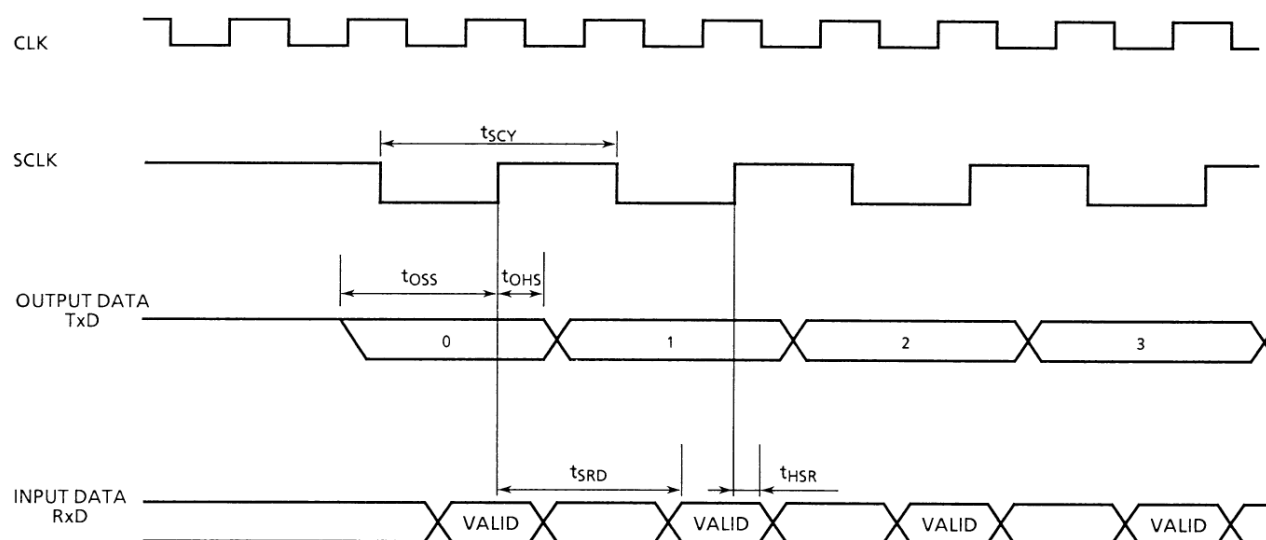 CLK
tSCY
SCLK
tOSS
tOHS
OUTPUT DATA
TxD
0
1
2
3
tSRD
tHSR
INPUT DATA
RxD
VALID
VALID
VALID
VALID